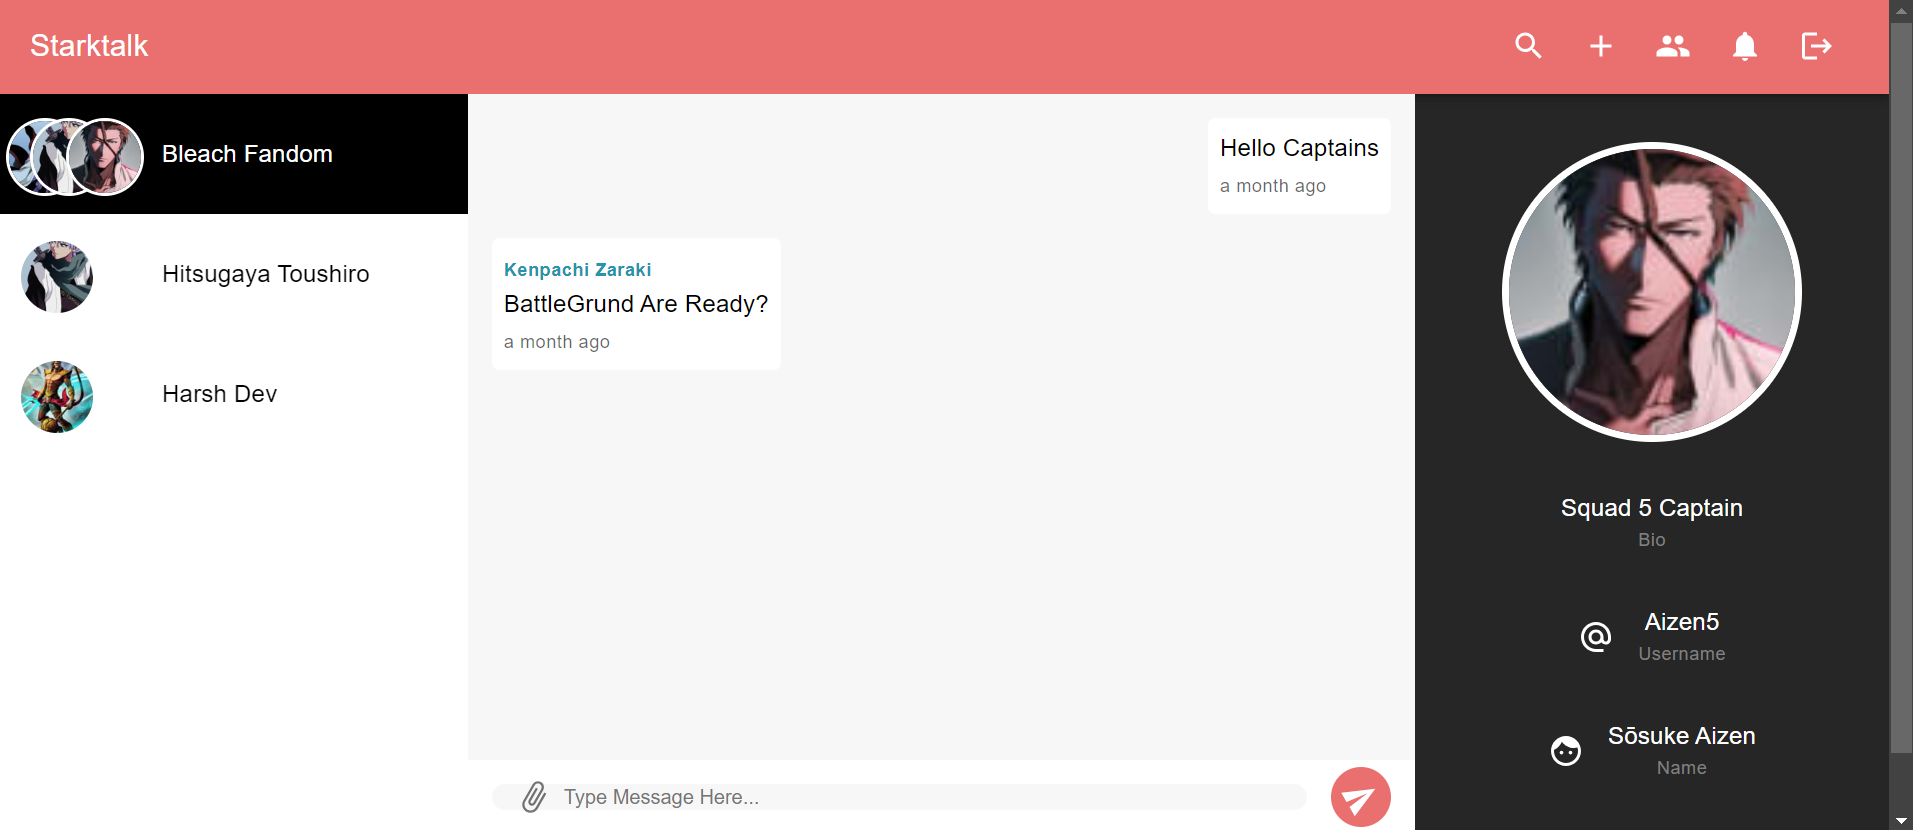 Starktalk
Bleach Fandom
Hitsugaya Toushiro
Harsh Dev
Hello Captains
a month ago
Kenpachi Zaraki
BattleGrund Are Ready?
a month ago
Type Message Here...
Squad 5 Captain
Bio
Aizen5
Username
Sōsuke Aizen
Name